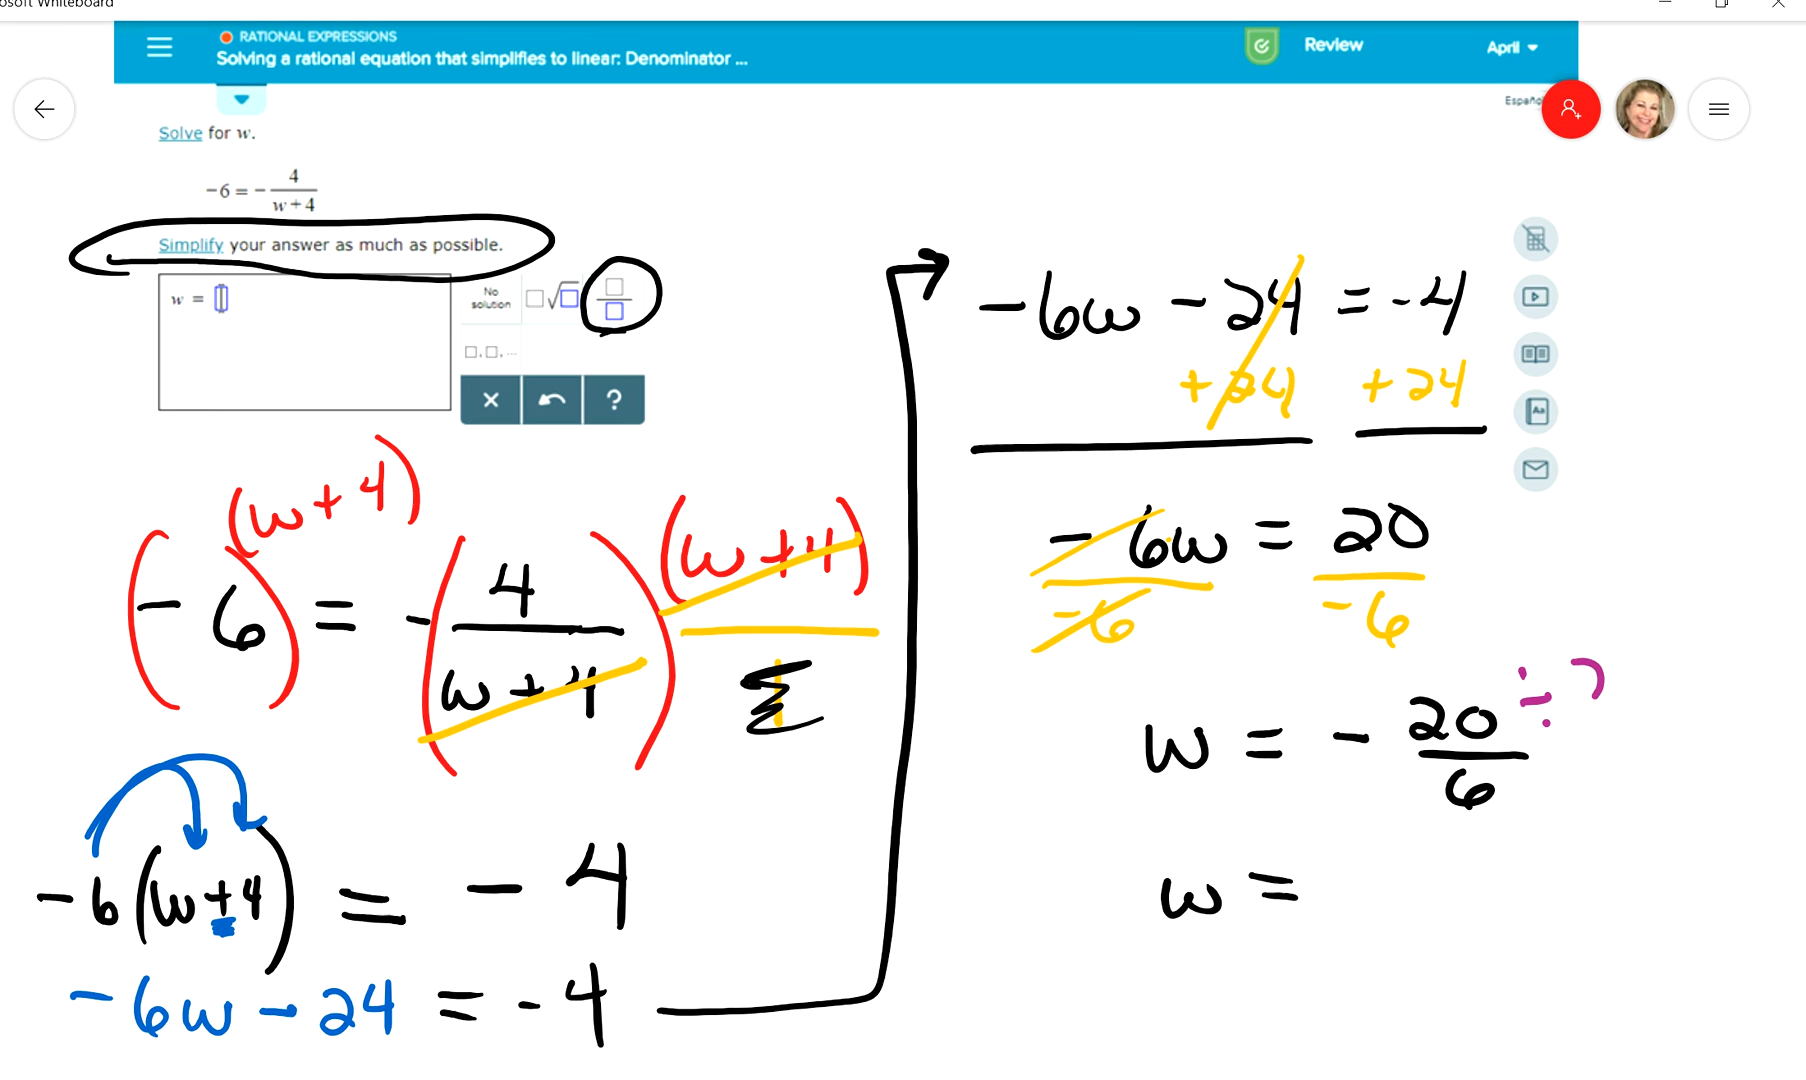 RATIONAL EXPRESSIONS
Solving a rational equation that simplifies to linear: Denominator ...
Review
April
Solve for w.
-6 = - 4/(w+4)
Simplify your answer as much as possible.
w =
No solution
□√□
□/□
□,□,...
× ?
Aa
(-6)(w+4) = -(4/(w+4)) (w+4)/1
-6(w+4) = -4
-6w - 24 = -4
-6w - 24 = -4
+24 +24
-6w = 20
-6 -6
w = - 20/6 ÷
w =